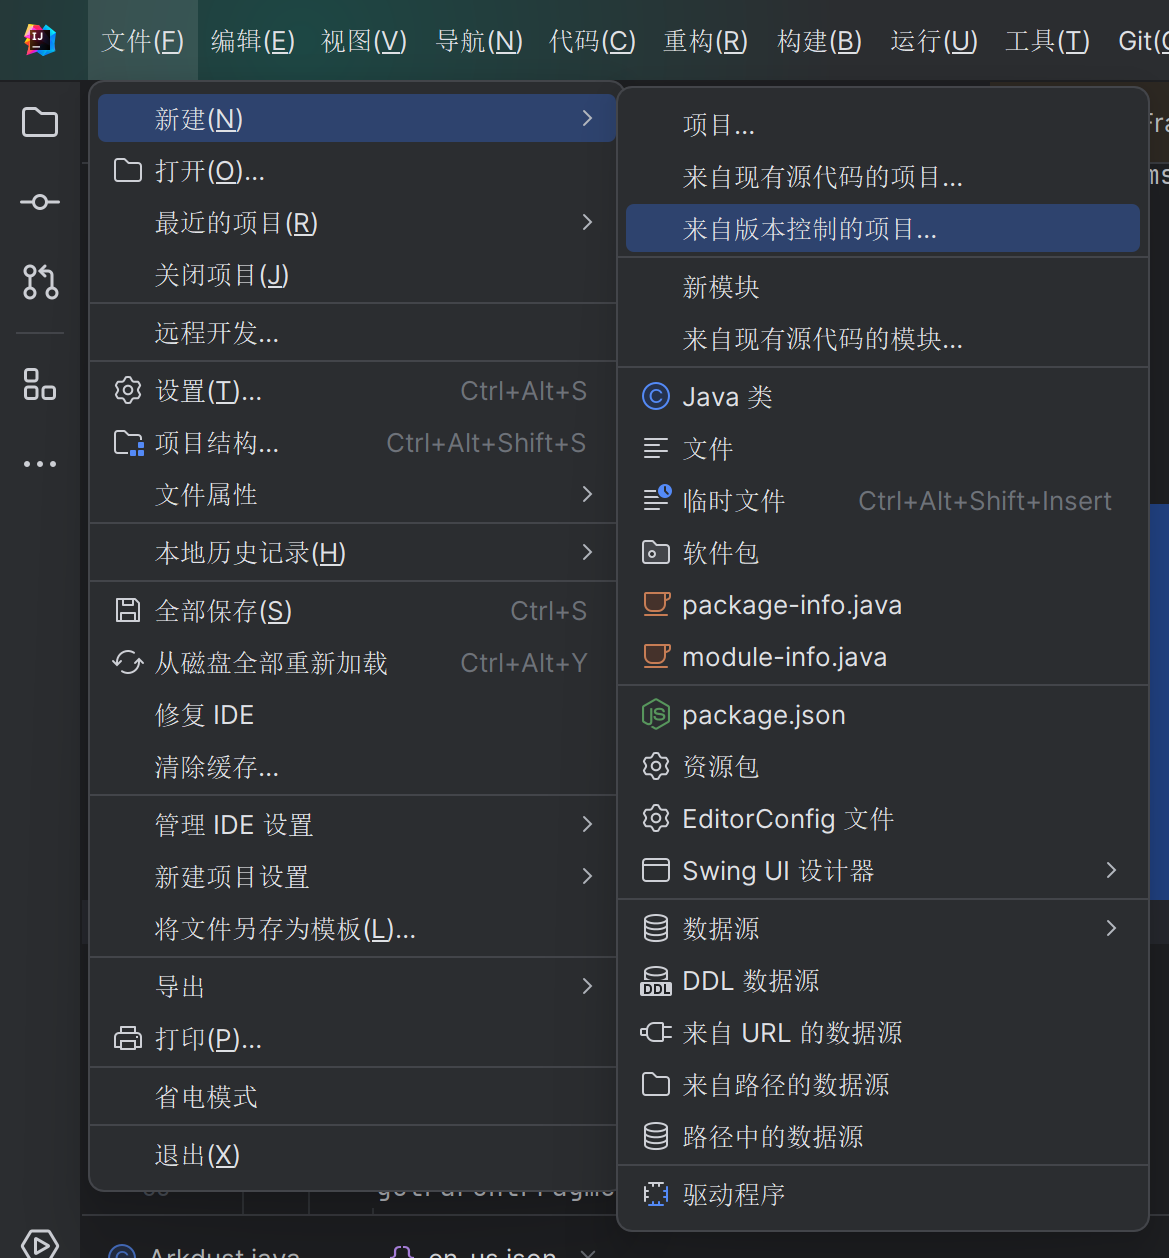 文件(F) 编辑(E) 视图(V) 导航(N) 代码(C) 重构(R) 构建(B) 运行(U) 工具(T) Git(
新建(N)
打开(O)...
最近的项目(R)
关闭项目(J)
远程开发...
设置(T)... Ctrl+Alt+S
项目结构... Ctrl+Alt+Shift+S
文件属性
本地历史记录(H)
全部保存(S) Ctrl+S
从磁盘全部重新加载 Ctrl+Alt+Y
修复 IDE
清除缓存...
管理 IDE 设置
新建项目设置
将文件另存为模板(L)...
导出
打印(P)...
省电模式
退出(X)
项目...
来自现有源代码的项目...
来自版本控制的项目...
新模块
来自现有源代码的模块...
Java 类
文件
临时文件 Ctrl+Alt+Shift+Insert
软件包
package-info.java
module-info.java
package.json
资源包
EditorConfig 文件
Swing UI 设计器
数据源
DDL 数据源
来自 URL 的数据源
来自路径的数据源
路径中的数据源
驱动程序
Arkdust.java en_us.json